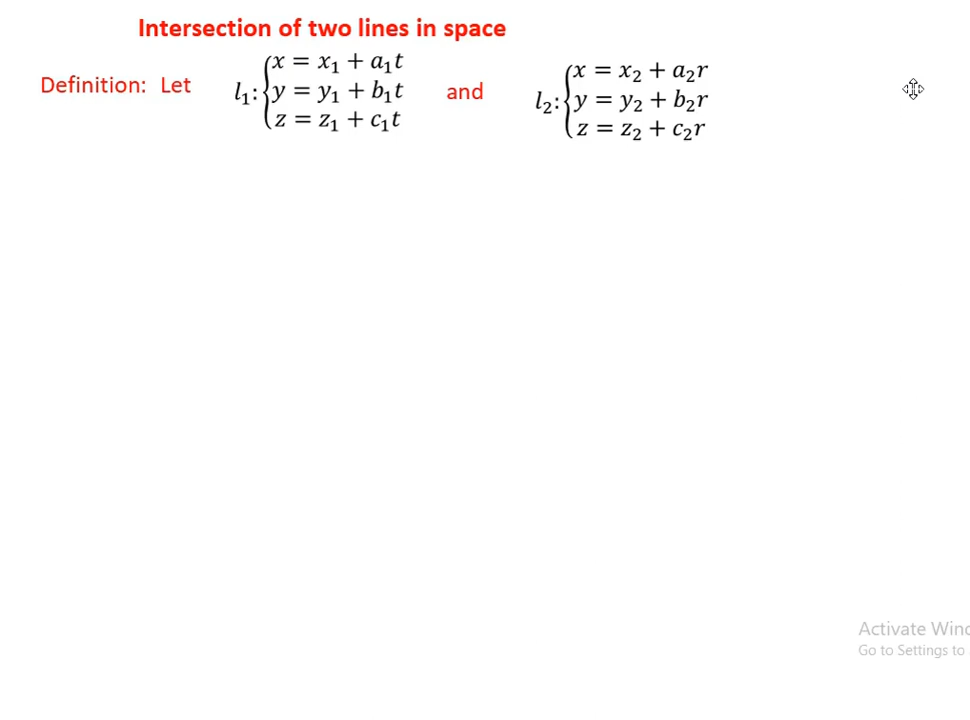 Intersection of two lines in space
Definition: Let l₁: { x = x₁ + a₁t and l₂: { x = x₂ + a₂r
y = y₁ + b₁t y = y₂ + b₂r
z = z₁ + c₁t z = z₂ + c₂r
Activate Wind
Go to Settings to